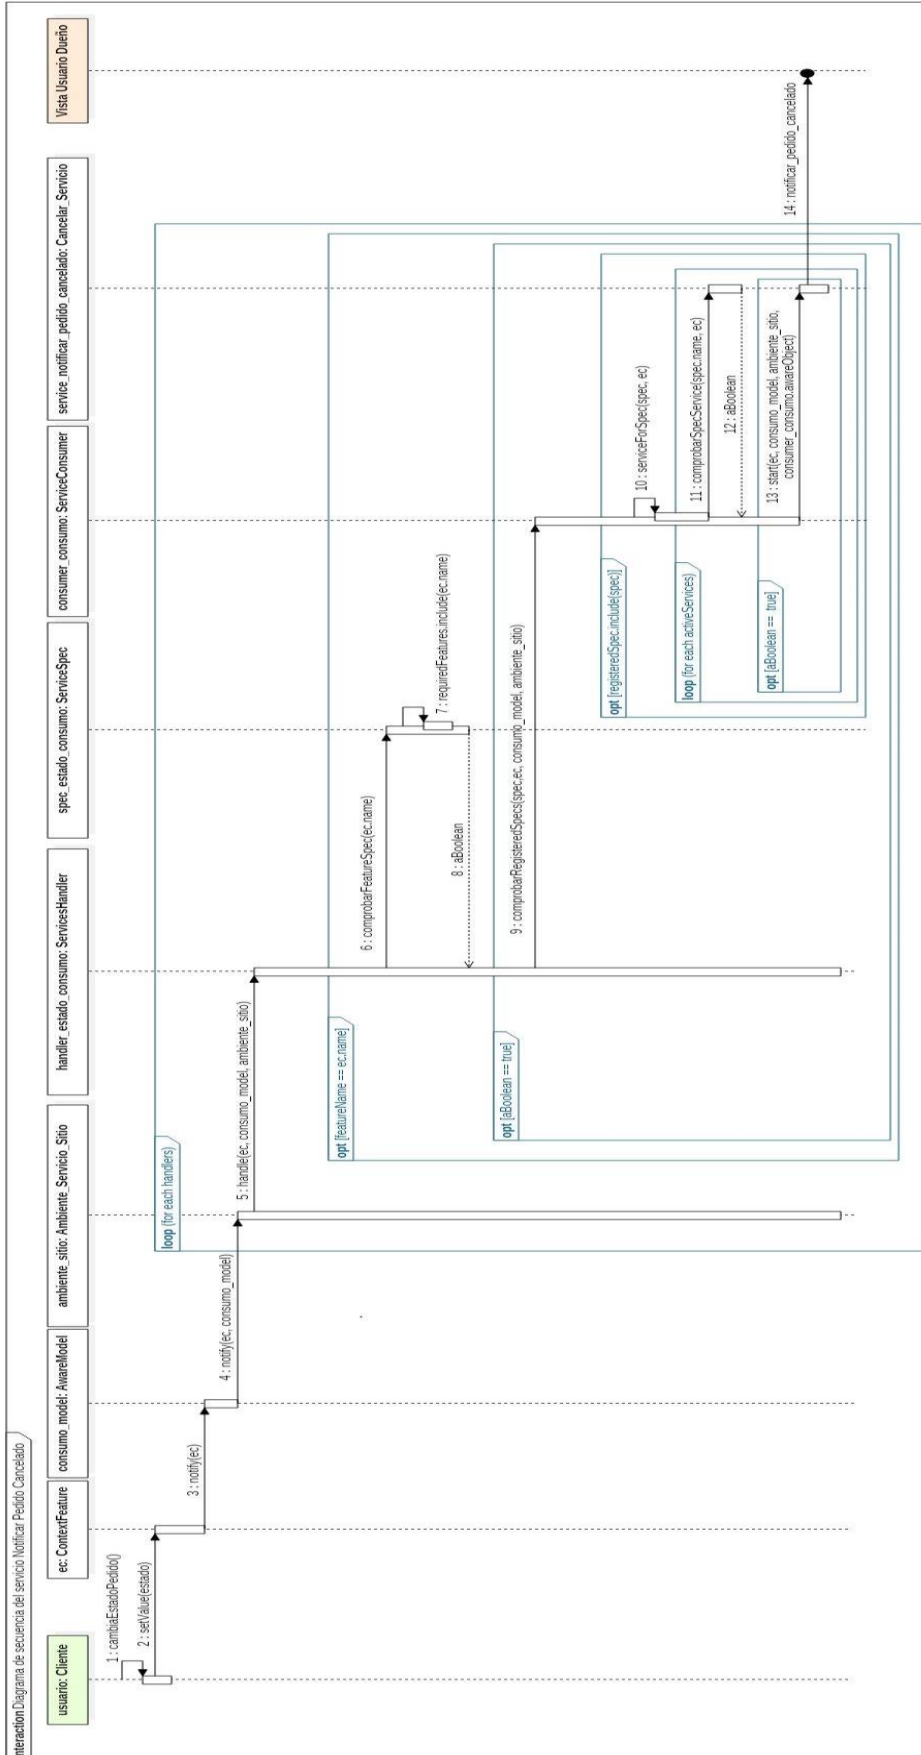 interaction Diagrama de secuencia del servicio Notificar Pedido Cancelado
usuario: Cliente
ec: ContextFeature
consumo_model: AwareModel
ambiente_sitio: Ambiente_Servicio_Sitio
handler_estado_consumo: ServicesHandler
spec_estado_consumo: ServiceSpec
consumer_consumo: ServiceConsumer
service_notificar_pedido_cancelado: Cancelar_Servicio
Vista Usuario Dueño
1 : cambiaEstadoPedido()
2 : setValue(estado)
loop (for each handlers)
3 : notify(ec)
4 : notify(ec, consumo_model)
5 : handle(ec, consumo_model, ambiente_sitio)
opt [featureName == ec.name]
6 : comprobarFeatureSpec(ec.name)
7 : requiredFeatures.include(ec.name)
8 : aBoolean
opt [aBoolean == true]
9 : comprobarRegisteredSpecs(spec,ec, consumo_model, ambiente_sitio)
opt [registeredSpec.include(spec)]
10 : serviceForSpec(spec, ec)
loop (for each activeServices)
11 : comprobarSpecService(spec.name, ec)
12 : aBoolean
opt [aBoolean == true]
13 : start(ec, consumo_model, ambiente_sitio,
consumer_consumo.awareObject)
14 : notificar_pedido_cancelado